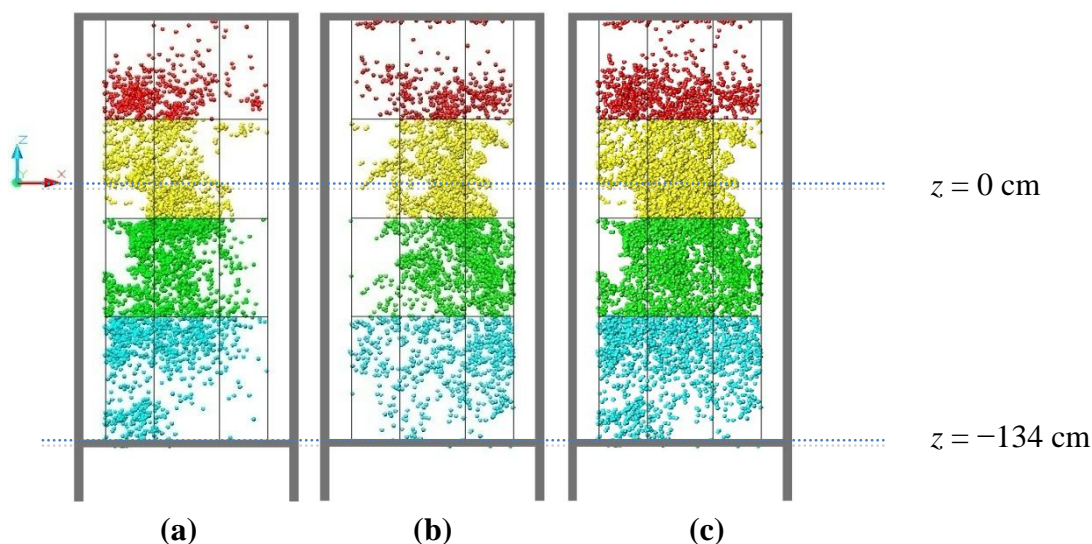 Z
X
Y
z = 0 cm
z = −134 cm
(a) (b) (c)